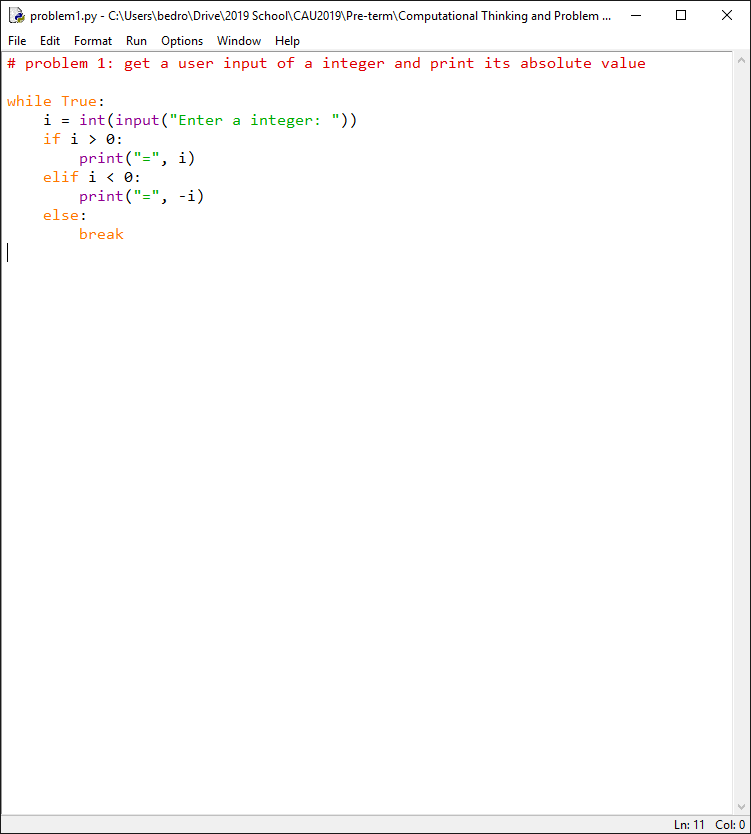 problem1.py - C:\Users\bedro\Drive\2019 School\CAU2019\Pre-term\Computational Thinking and Problem ...
File Edit Format Run Options Window Help
# problem 1: get a user input of a integer and print its absolute value

while True:
    i = int(input("Enter a integer: "))
    if i > 0:
        print("=", i)
    elif i < 0:
        print("=", -i)
    else:
        break
Ln: 11 Col: 0